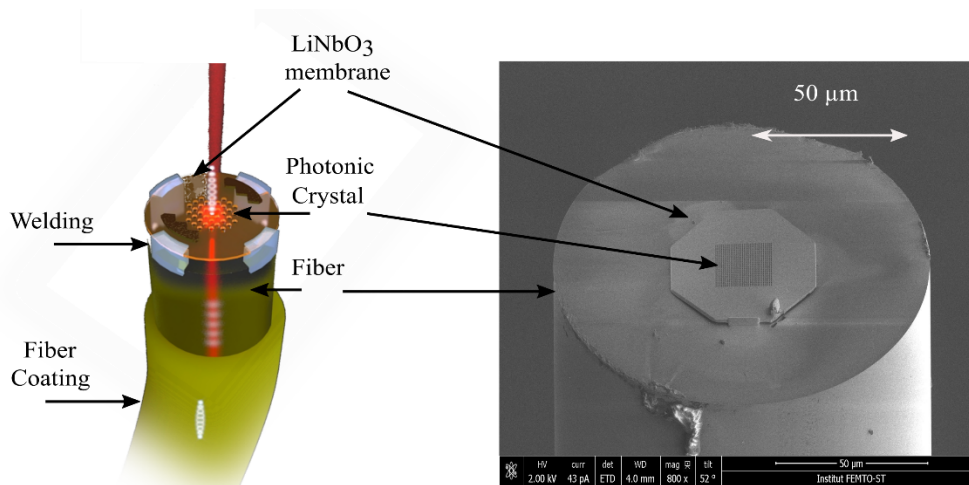 LiNbO3
membrane
50 µm
Photonic
Crystal
Welding
Fiber
Fiber
Coating
HV
curr
det
WD
mag
tilt
2.00 kV
43 pA
ETD
4.0 mm
800 x
52 °
50 µm
Institut FEMTO-ST